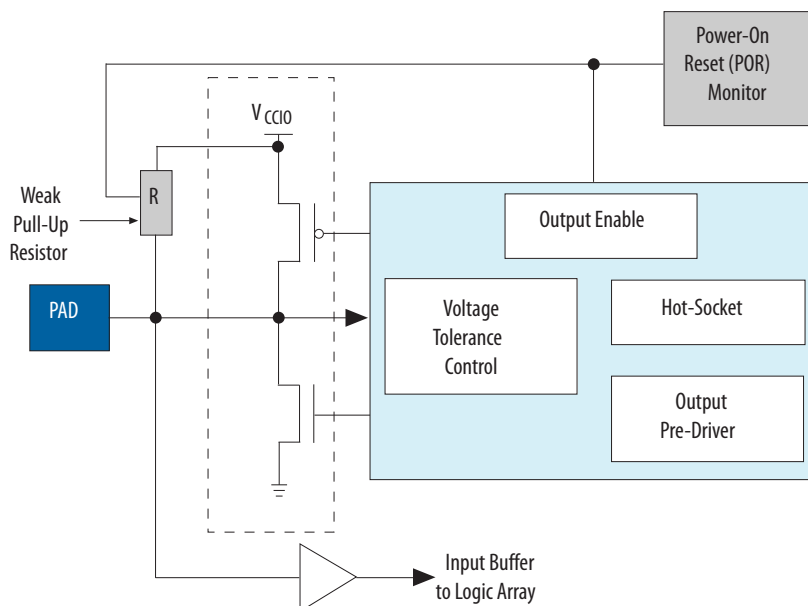 Power-On
Reset (POR)
Monitor
V CCIO
R
Weak
Pull-Up
Resistor
Output Enable
PAD
Voltage
Tolerance
Control
Hot-Socket
Output
Pre-Driver
Input Buffer
to Logic Array